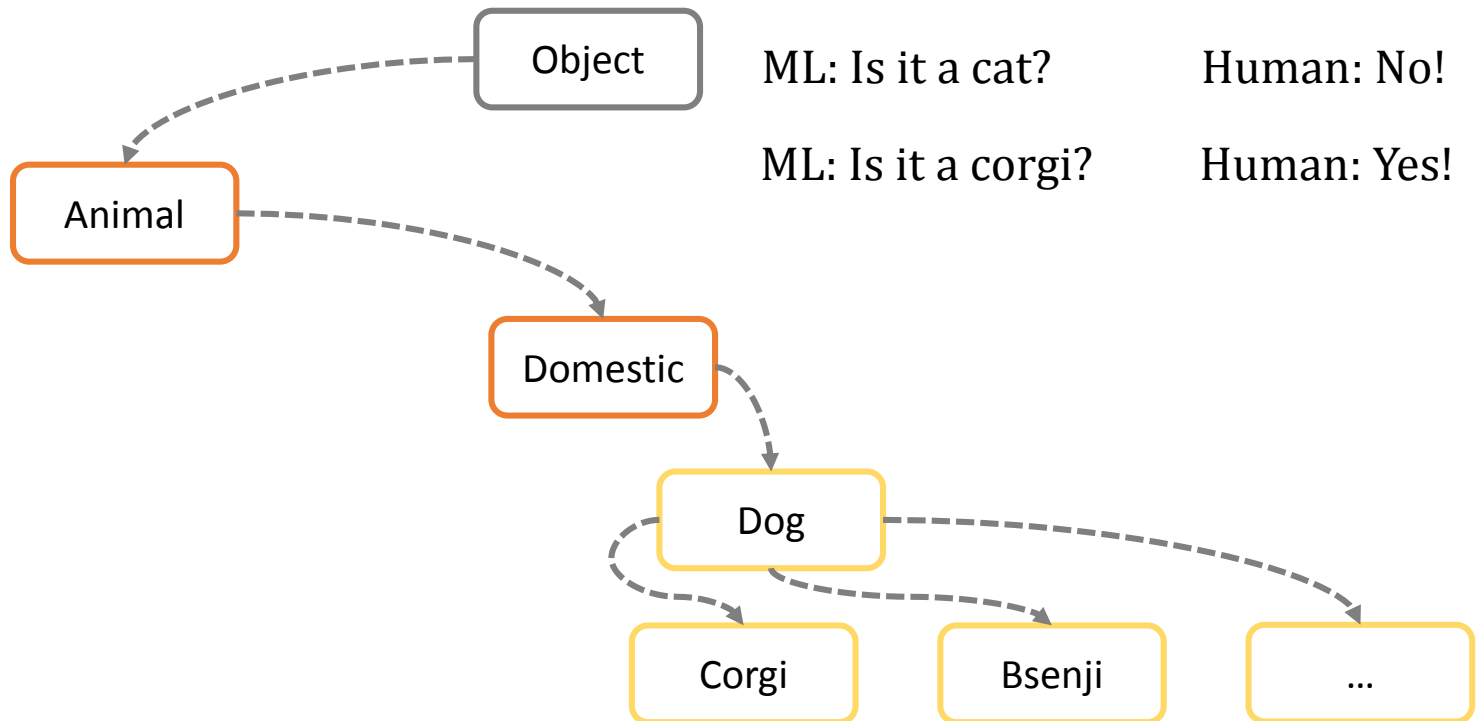 Object
ML: Is it a cat? Human: No!
ML: Is it a corgi? Human: Yes!
Animal
Domestic
Dog
Corgi
Bsenji
...